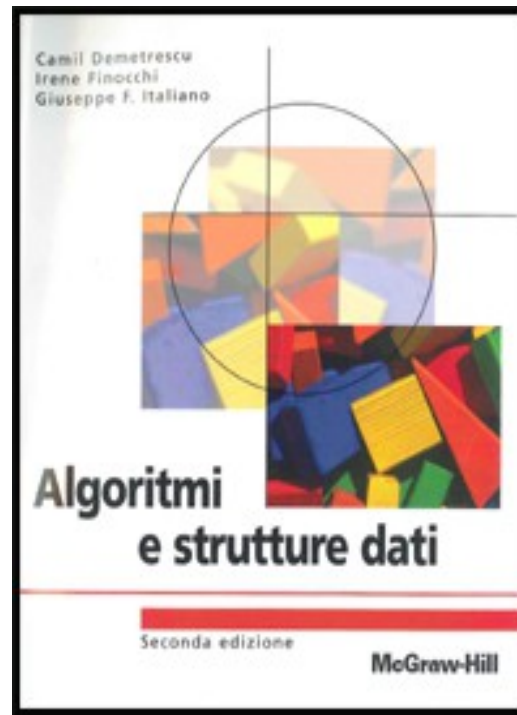 Camil Demetrescu
Irene Finocchi
Giuseppe F. Italiano
Algoritmi
e strutture dati
Seconda edizione
McGraw-Hill